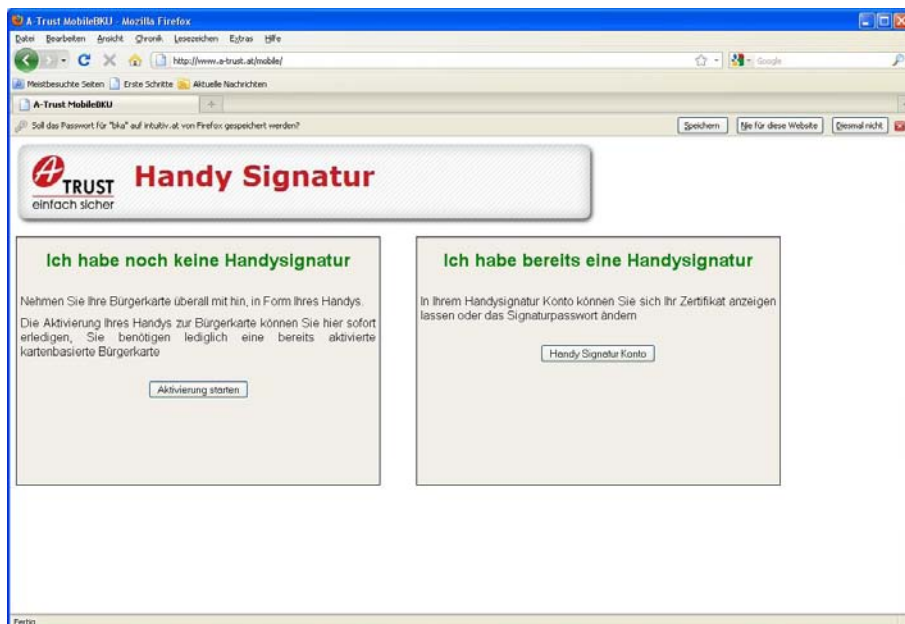 A-Trust MobileBKU - Mozilla Firefox
Datei Bearbeiten Ansicht Chronik Lesezeichen Extras Hilfe
http://www.a-trust.at/mobile/
Google
Meistbesuchte Seiten Erste Schritte Aktuelle Nachrichten
A-Trust MobileBKU
Soll das Passwort für "bka" auf intuitiv.at von Firefox gespeichert werden? Speichern Nie für diese Website Diesmal nicht
A TRUST
einfach sicher
Handy Signatur
Ich habe noch keine Handysignatur
Nehmen Sie Ihre Bürgerkarte überall mit hin, in Form Ihres Handys.
Die Aktivierung Ihres Handys zur Bürgerkarte können Sie hier sofort
erledigen, Sie benötigen lediglich eine bereits aktivierte
kartenbasierte Bürgerkarte
Aktivierung starten
Ich habe bereits eine Handysignatur
In Ihrem Handysignatur Konto können Sie sich Ihr Zertifikat anzeigen
lassen oder das Signaturpasswort ändern
Handy Signatur Konto
Fertig